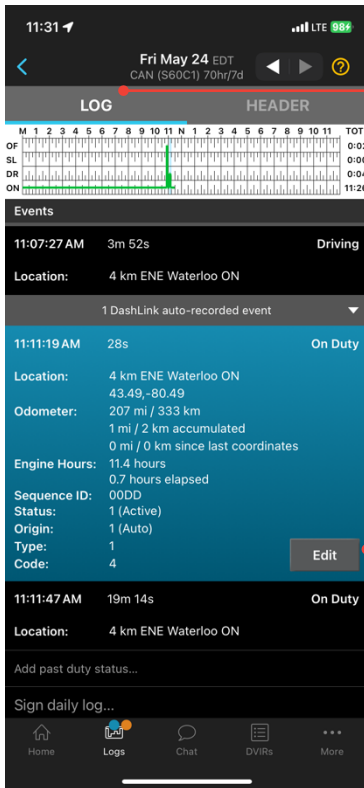 11:31 LTE 98
Fri May 24 EDT
CAN (S60C1) 70hr/7d
LOG HEADER
M 1 2 3 4 5 6 7 8 9 10 11 N 1 2 3 4 5 6 7 8 9 10 11 TOT
OF
SL
DR
ON 11:26
Events
11:07:27 AM 3m 52s Driving
Location: 4 km ENE Waterloo ON
1 DashLink auto-recorded event
11:11:19 AM 28s On Duty
Location: 4 km ENE Waterloo ON
43.49,-80.49
Odometer: 207 mi / 333 km
1 mi / 2 km accumulated
0 mi / 0 km since last coordinates
Engine Hours: 11.4 hours
0.7 hours elapsed
Sequence ID: 00DD
Status: 1 (Active)
Origin: 1 (Auto)
Type: 1
Code: 4
Edit
11:11:47 AM 19m 14s On Duty
Location: 4 km ENE Waterloo ON
Add past duty status...
Sign daily log...
Home Logs Chat DVIRs More